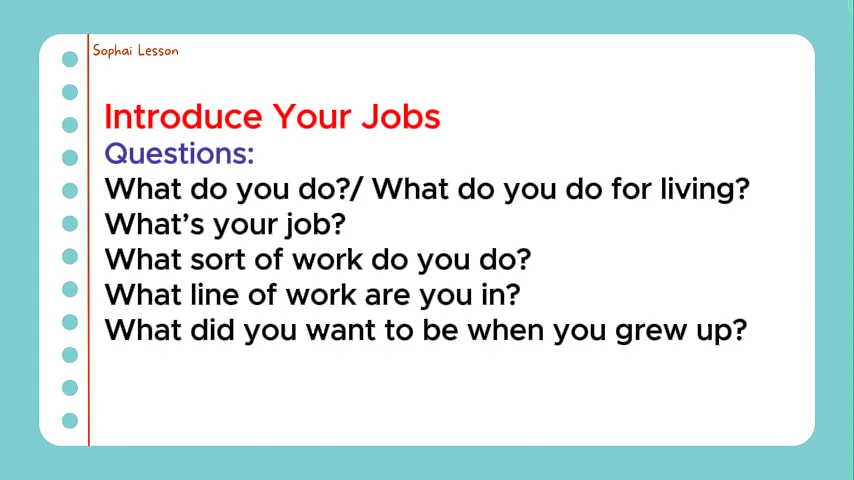 Sophai Lesson
Introduce Your Jobs
Questions:
What do you do?/ What do you do for living?
What’s your job?
What sort of work do you do?
What line of work are you in?
What did you want to be when you grew up?